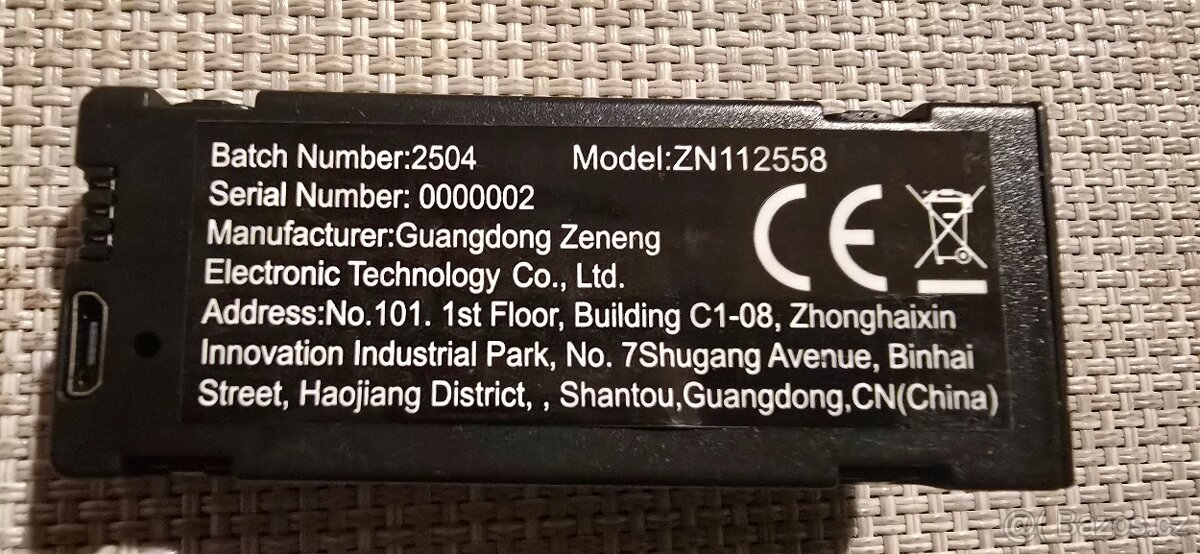 Batch Number:2504 Model:ZN112558
Serial Number: 0000002
Manufacturer:Guangdong Zeneng
Electronic Technology Co., Ltd.
Address:No.101. 1st Floor, Building C1-08, Zhonghaixin
Innovation Industrial Park, No. 7Shugang Avenue, Binhai
Street, Haojiang District, , Shantou,Guangdong,CN(China)
CE
Bazos.cz